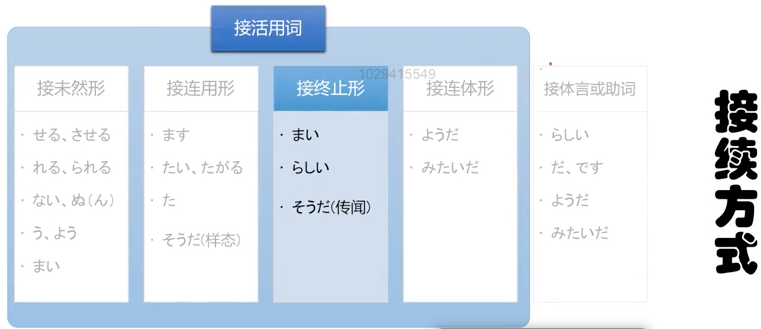 接活用词
1029415549
接未然形
· せる、させる
· れる、られる
· ない、ぬ(ん)
· う、よう
· まい
接连用形
· ます
· たい、たがる
· た
· そうだ(样态)
接终止形
· まい
· らしい
· そうだ(传闻)
接连体形
· ようだ
· みたいだ
接体言或助词
· らしい
· だ、です
· ようだ
· みたいだ
接续方式